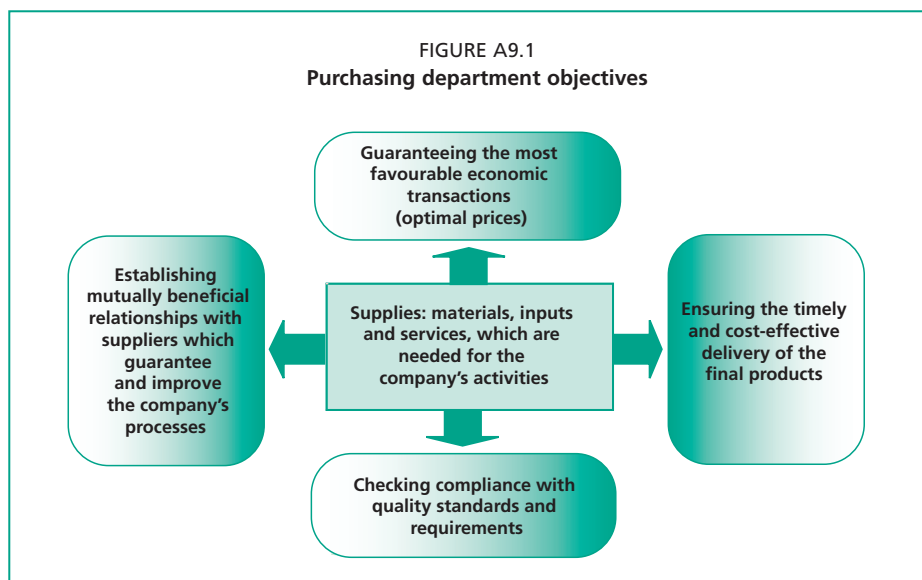 FIGURE A9.1
Purchasing department objectives
Guaranteeing the most
favourable economic
transactions
(optimal prices)
Establishing
mutually beneficial
relationships with
suppliers which
guarantee
and improve
the company's
processes
Supplies: materials, inputs
and services, which are
needed for the
company's activities
Ensuring the timely
and cost-effective
delivery of the
final products
Checking compliance with
quality standards and
requirements